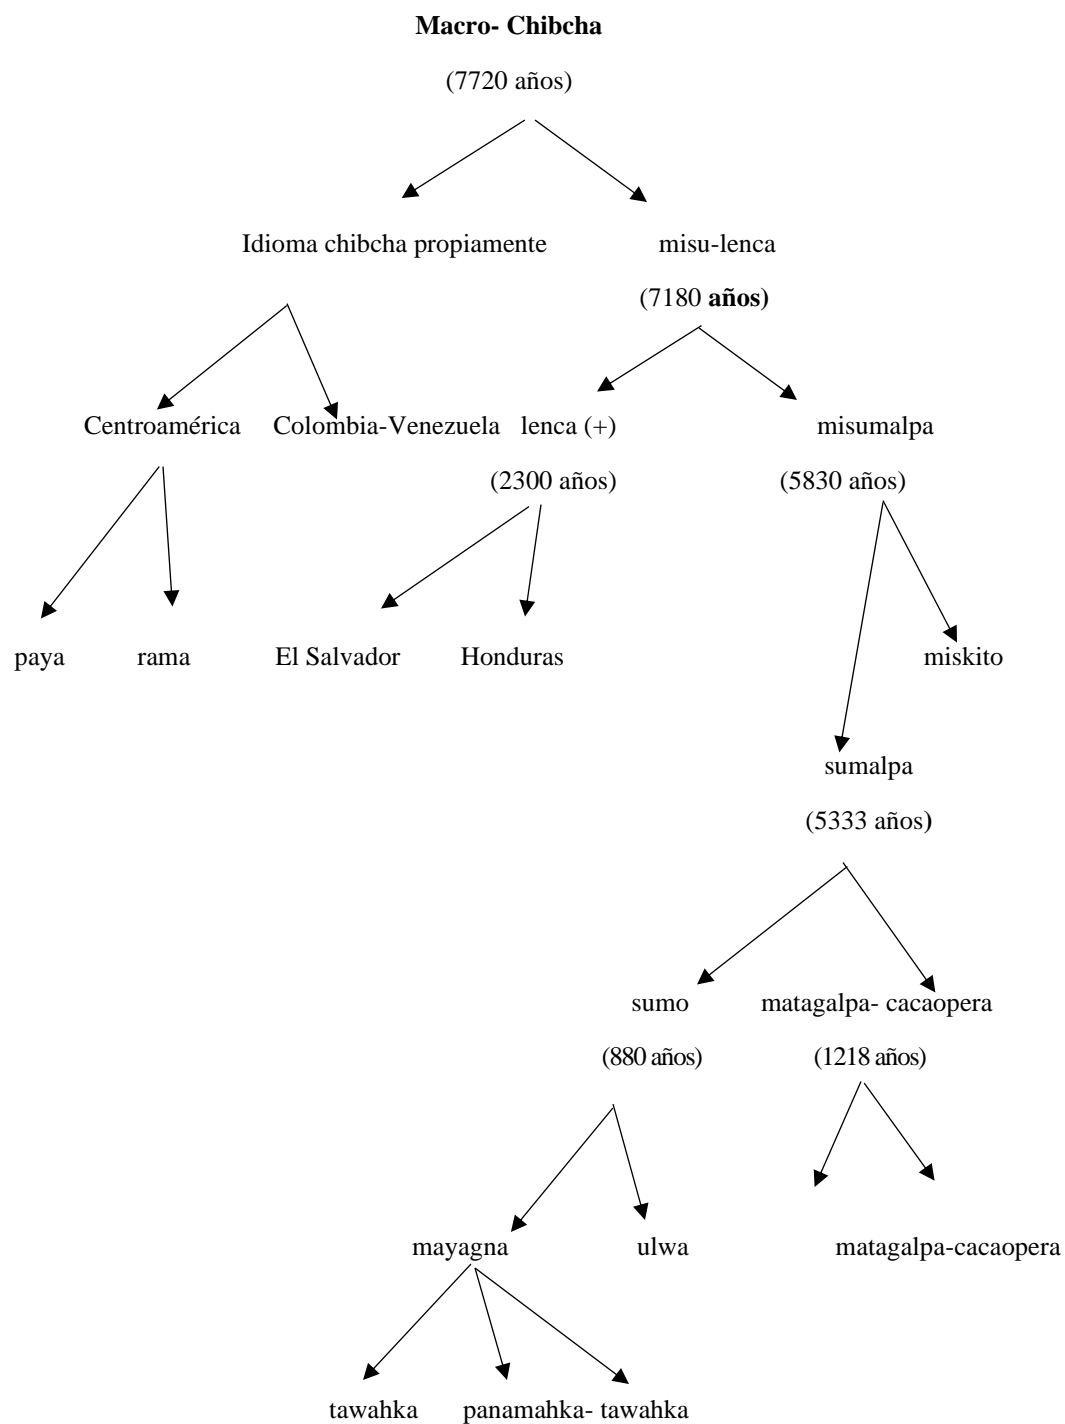 Macro- Chibcha
(7720 años)
Idioma chibcha propiamente misu-lenca
(7180 años)
Centroamérica Colombia-Venezuela lenca (+) misumalpa
(2300 años) (5830 años)
paya rama El Salvador Honduras miskito
sumalpa
(5333 años)
sumo matagalpa- cacaopera
(880 años) (1218 años)
mayagna ulwa matagalpa-cacaopera
tawahka panamahka- tawahka